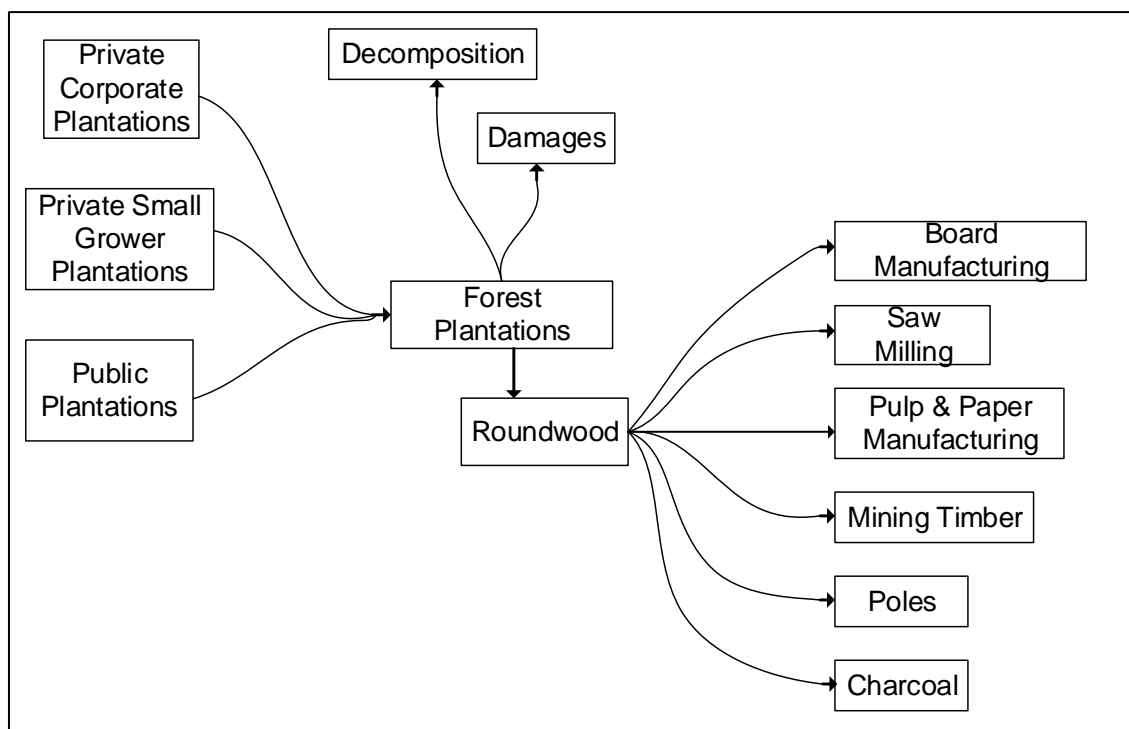 Private
Corporate
Plantations
Decomposition
Damages
Private Small
Grower
Plantations
Board
Manufacturing
Forest
Plantations
Saw
Milling
Public
Plantations
Roundwood
Pulp & Paper
Manufacturing
Mining Timber
Poles
Charcoal